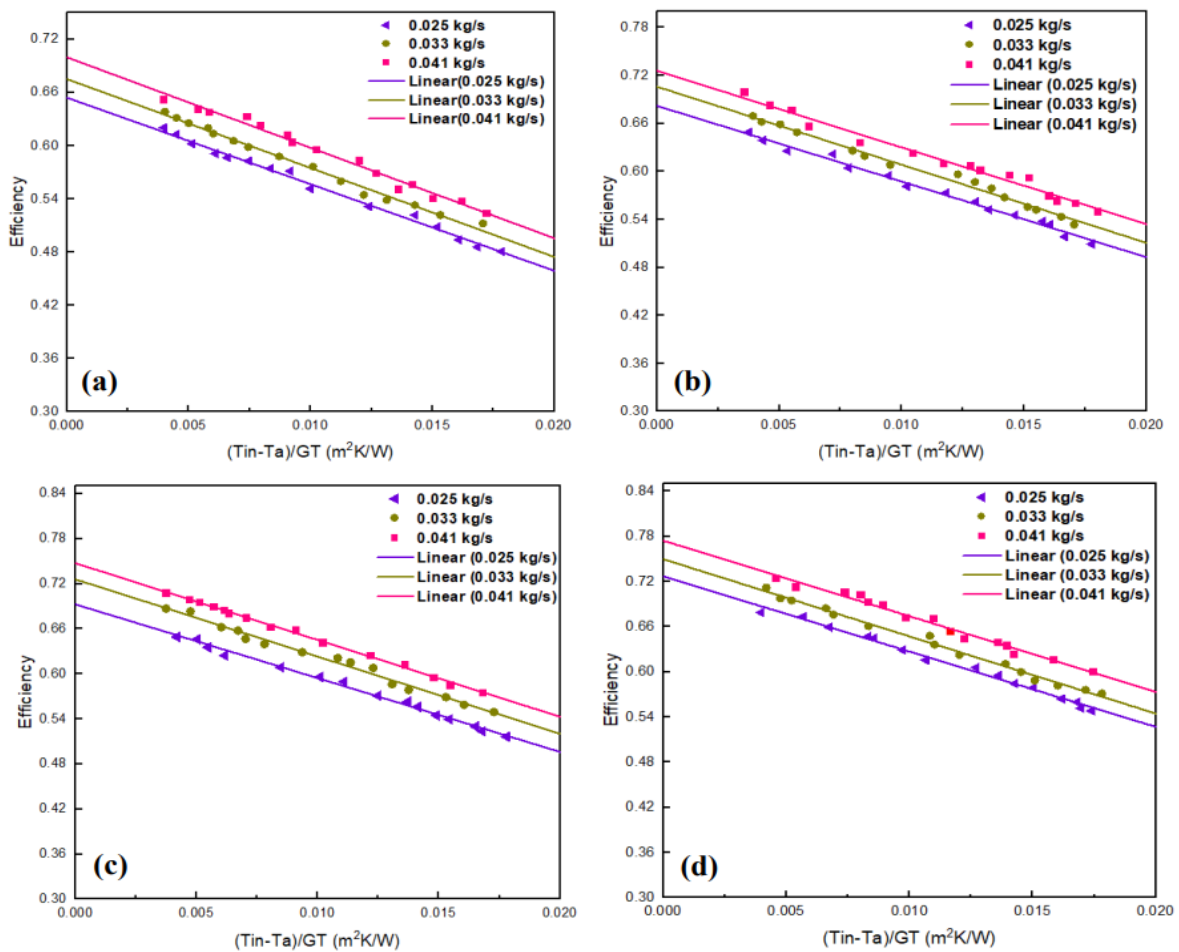 0.025 kg/s
0.033 kg/s
0.041 kg/s
Linear(0.025 kg/s)
Linear(0.033 kg/s)
Linear(0.041 kg/s)
0.72
0.66
0.60
0.54
0.48
0.42
0.36
0.30
Efficiency
(a)
0.000 0.005 0.010 0.015 0.020
(Tin-Ta)/GT (m²K/W)
0.025 kg/s
0.033 kg/s
0.041 kg/s
Linear (0.025 kg/s)
Linear (0.033 kg/s)
Linear (0.041 kg/s)
0.78
0.72
0.66
0.60
0.54
0.48
0.42
0.36
0.30
Efficiency
(b)
0.000 0.005 0.010 0.015 0.020
(Tin-Ta)/GT (m²K/W)
0.025 kg/s
0.033 kg/s
0.041 kg/s
Linear (0.025 kg/s)
Linear (0.033 kg/s)
Linear (0.041 kg/s)
0.84
0.78
0.72
0.66
0.60
0.54
0.48
0.42
0.36
0.30
Efficiency
(c)
0.000 0.005 0.010 0.015 0.020
(Tin-Ta)/GT (m²K/W)
0.025 kg/s
0.033 kg/s
0.041 kg/s
Linear (0.025 kg/s)
Linear (0.033 kg/s)
Linear (0.041 kg/s)
0.84
0.78
0.72
0.66
0.60
0.54
0.48
0.42
0.36
0.30
Efficiency
(d)
0.000 0.005 0.010 0.015 0.020
(Tin-Ta)/GT (m²K/W)